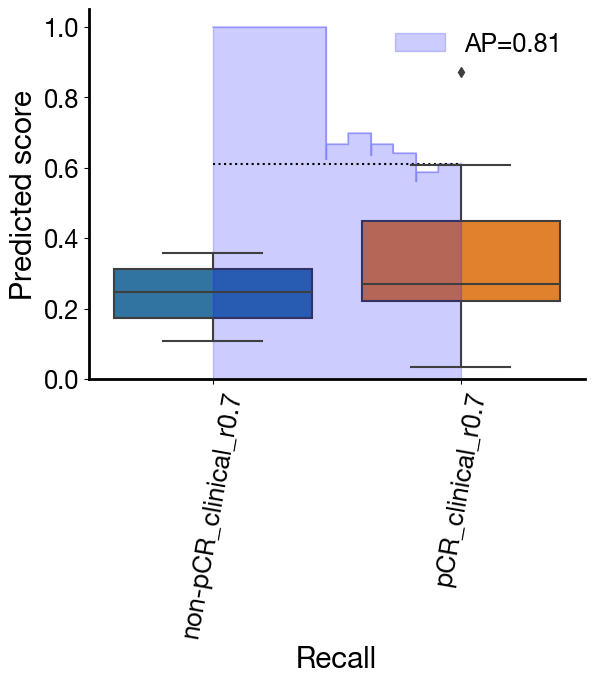 Predicted score
1.0
0.8
0.6
0.4
0.2
0.0
AP=0.81
non-pCR_clinical_r0.7
pCR_clinical_r0.7
Recall